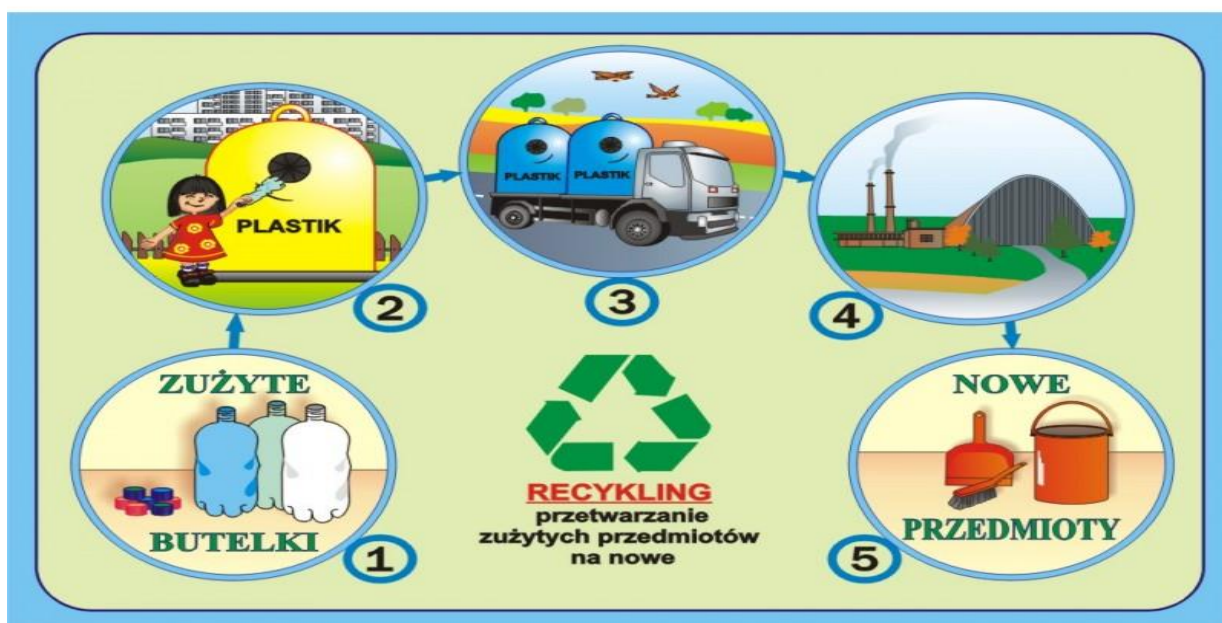 ZUŻYTE
BUTELKI
1
PLASTIK
2
PLASTIK PLASTIK
3
4
NOWE
PRZEDMIOTY
5
RECYKLING
przetwarzanie
zużytych przedmiotów
na nowe